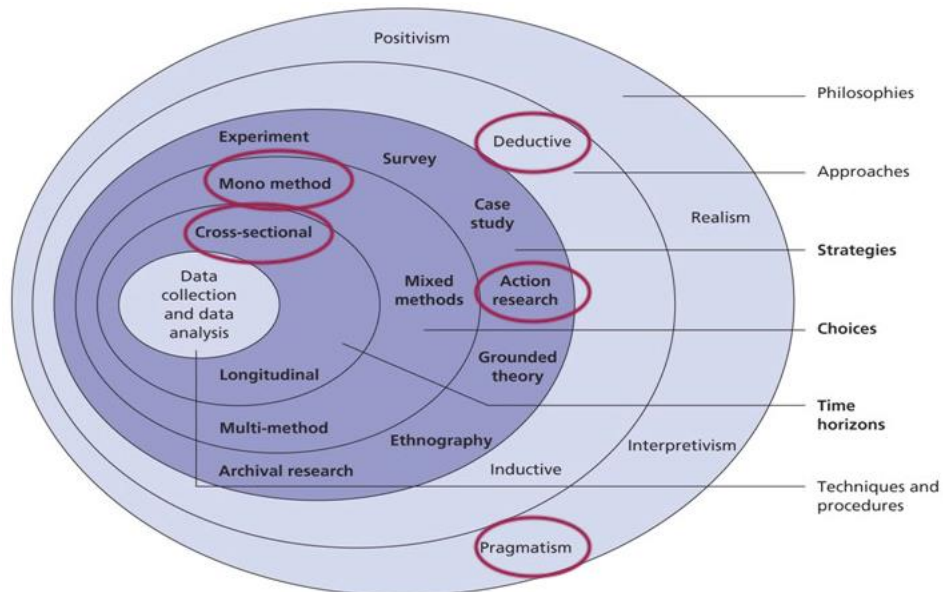 Positivism
Philosophies
Experiment
Deductive
Survey
Approaches
Mono method
Case
study
Realism
Cross-sectional
Strategies
Data
collection
and data
analysis
Mixed
methods
Action
research
Choices
Grounded
theory
Longitudinal
Time
horizons
Multi-method
Ethnography
Interpretivism
Archival research
Inductive
Techniques and
procedures
Pragmatism